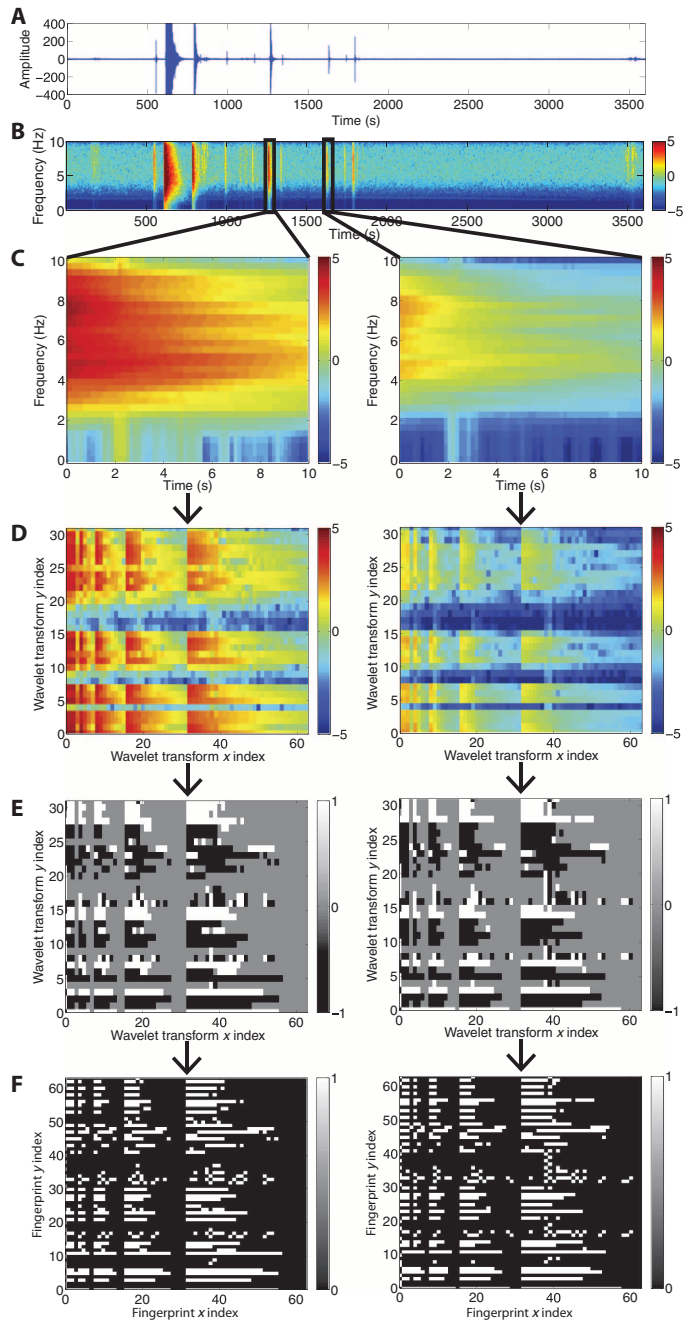 A
Amplitude
400
200
0
−200
−400
0 500 1000 1500 2000 2500 3000 3500
Time (s)
B
Frequency (Hz)
10
5
0
500 1000 1500 2000 2500 3000 3500
Time (s)
5
0
−5
C
Frequency (Hz)
10
8
6
4
2
0
0 2 4 6 8 10
Time (s)
5
0
−5
Frequency (Hz)
10
8
6
4
2
0
0 2 4 6 8 10
Time (s)
5
0
−5
D
Wavelet transform y index
30
25
20
15
10
5
0
0 20 40 60
Wavelet transform x index
5
0
−5
Wavelet transform y index
30
25
20
15
10
5
0
0 20 40 60
Wavelet transform x index
5
0
−5
E
Wavelet transform y index
30
25
20
15
10
5
0
0 20 40 60
Wavelet transform x index
1
0
−1
Wavelet transform y index
30
25
20
15
10
5
0
0 20 40 60
Wavelet transform x index
1
0
−1
F
Fingerprint y index
60
50
40
30
20
10
0
0 20 40 60
Fingerprint x index
1
0
Fingerprint y index
60
50
40
30
20
10
0
0 20 40 60
Fingerprint x index
1
0